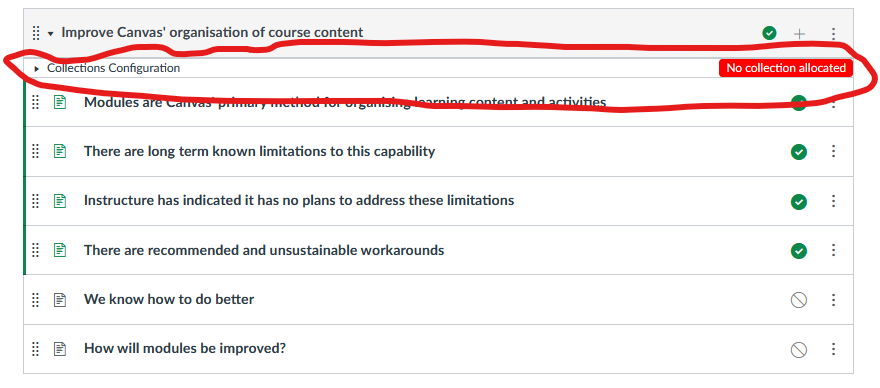 Improve Canvas' organisation of course content
Collections Configuration No collection allocated
Modules are Canvas' primary method for organising learning content and activities
There are long term known limitations to this capability
Instructure has indicated it has no plans to address these limitations
There are recommended and unsustainable workarounds
We know how to do better
How will modules be improved?